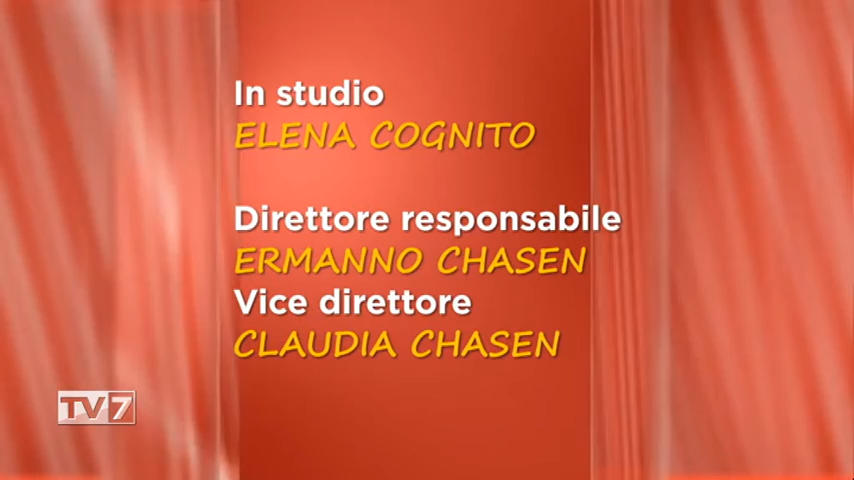 In studio
ELENA COGNITO
Direttore responsabile
ERMANNO CHASEN
Vice direttore
CLAUDIA CHASEN
TV7